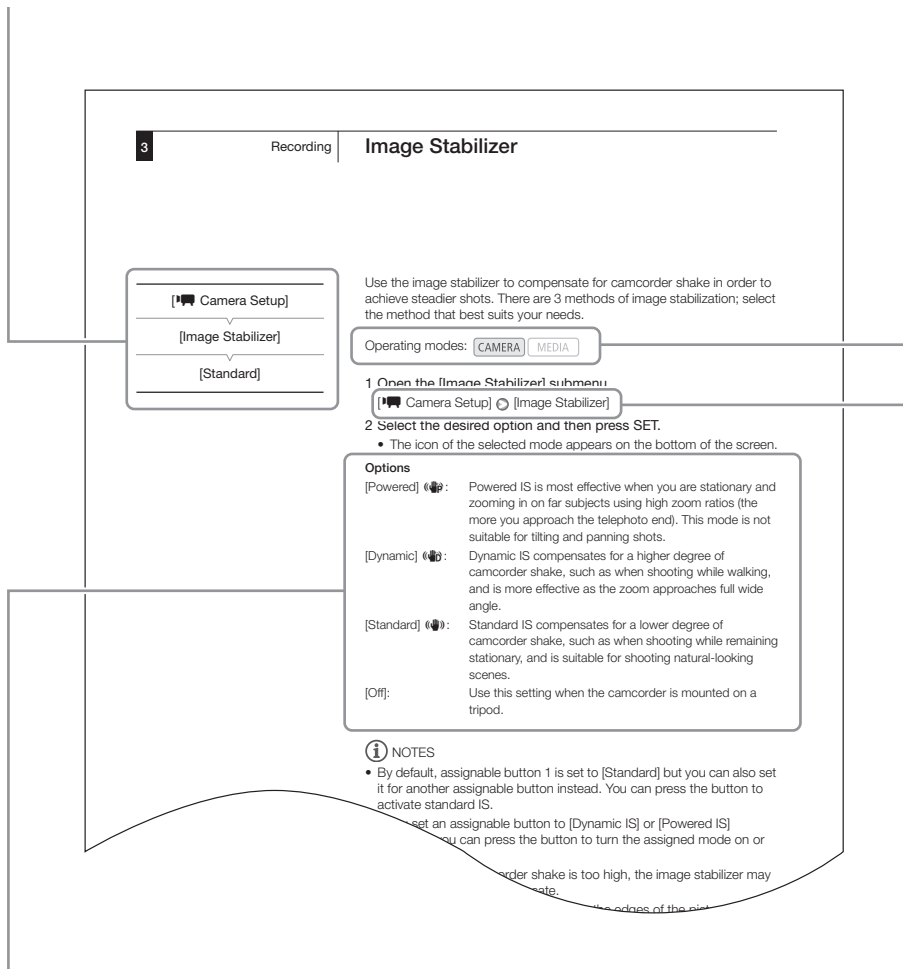 3 Recording Image Stabilizer
[ Camera Setup]
[Image Stabilizer]
[Standard]
Use the image stabilizer to compensate for camcorder shake in order to
achieve steadier shots. There are 3 methods of image stabilization; select
the method that best suits your needs.
Operating modes: CAMERA MEDIA
1 Open the [Image Stabilizer] submenu
[ Camera Setup] [Image Stabilizer]
2 Select the desired option and then press SET.
• The icon of the selected mode appears on the bottom of the screen.
Options
[Powered] : Powered IS is most effective when you are stationary and
zooming in on far subjects using high zoom ratios (the
more you approach the telephoto end). This mode is not
suitable for tilting and panning shots.
[Dynamic] : Dynamic IS compensates for a higher degree of
camcorder shake, such as when shooting while walking,
and is more effective as the zoom approaches full wide
angle.
[Standard] : Standard IS compensates for a lower degree of
camcorder shake, such as when shooting while remaining
stationary, and is suitable for shooting natural-looking
scenes.
[Off]: Use this setting when the camcorder is mounted on a
tripod.
i NOTES
• By default, assignable button 1 is set to [Standard] but you can also set
it for another assignable button instead. You can press the button to
activate standard IS.
set an assignable button to [Dynamic IS] or [Powered IS]
you can press the button to turn the assigned mode on or
shake is too high, the image stabilizer may
the edges of the